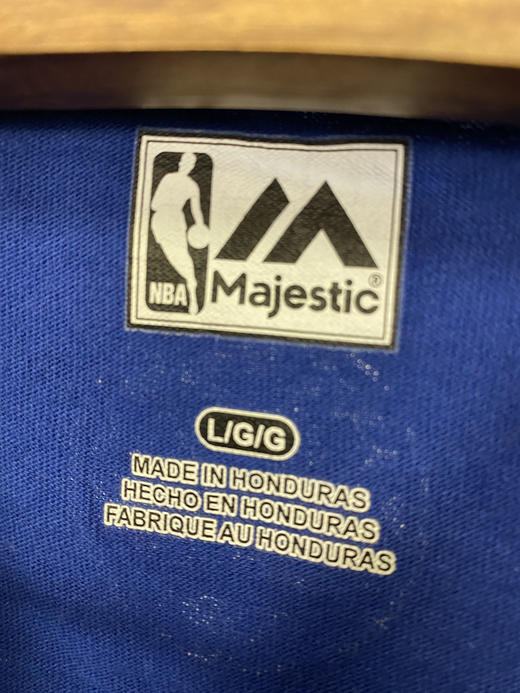 NBA
Majestic®
L/G/G
MADE IN HONDURAS
HECHO EN HONDURAS
FABRIQUE AU HONDURAS